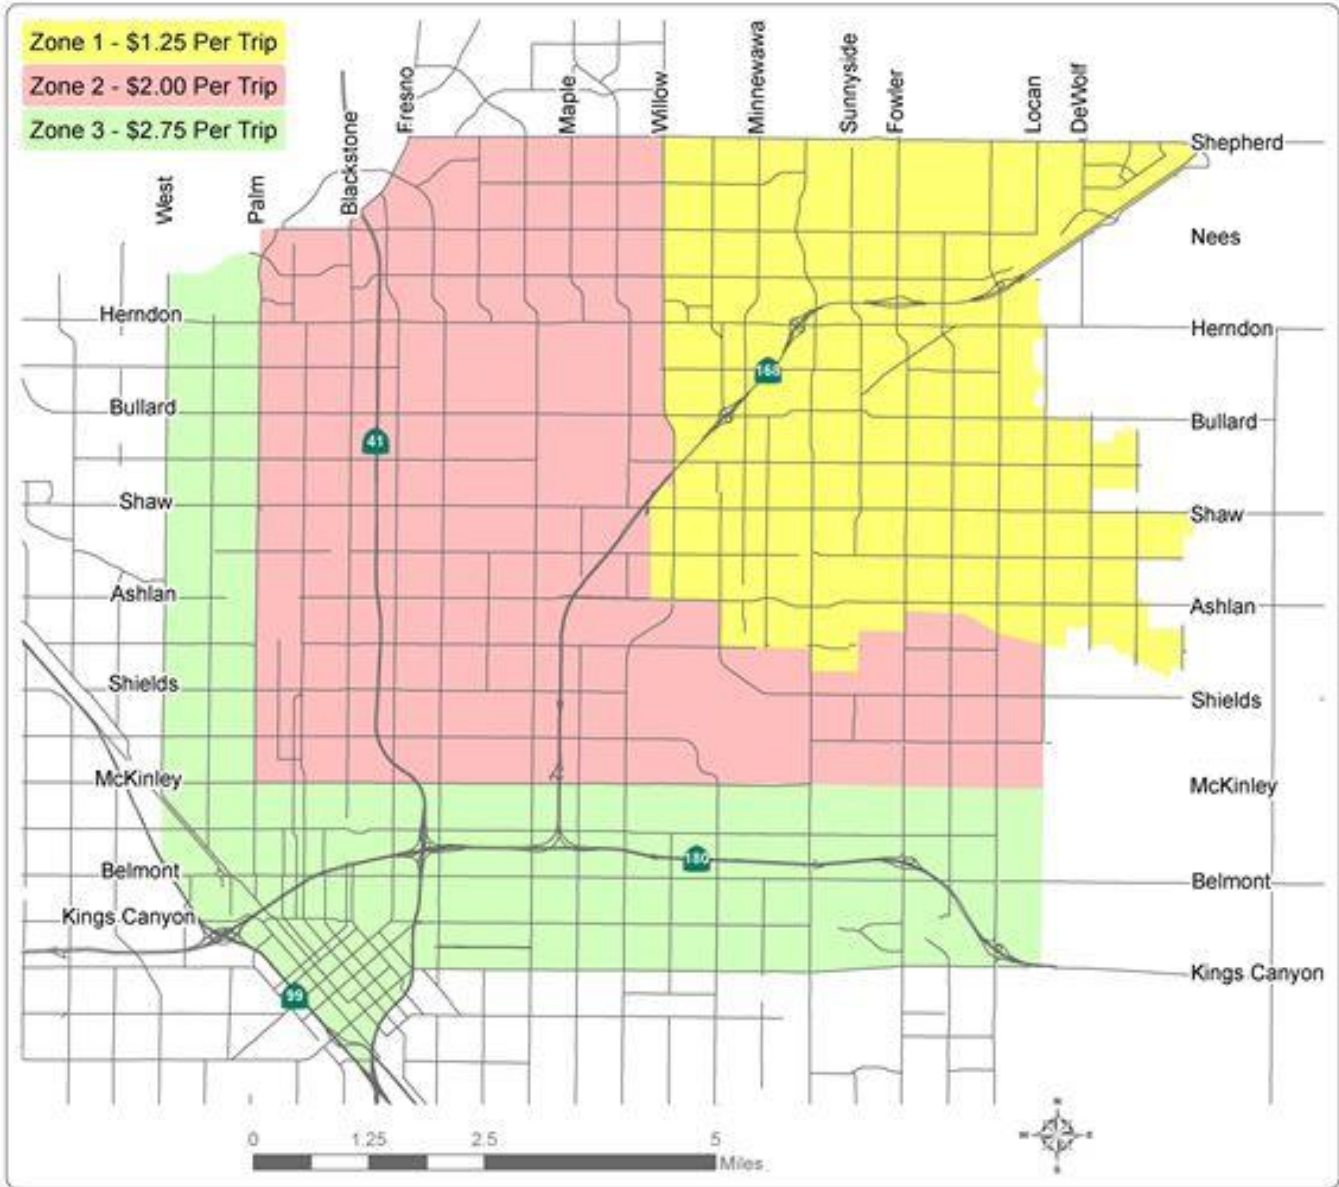 Zone 1 - $1.25 Per Trip
Zone 2 - $2.00 Per Trip
Zone 3 - $2.75 Per Trip
West
Palm
Blackstone
Fresno
Maple
Willow
Minnewawa
Sunnyside
Fowler
Locan
DeWolf
Shepherd
Nees
Herndon
Herndon
168
Bullard
Bullard
41
Shaw
Shaw
Ashlan
Ashlan
Shields
Shields
McKinley
McKinley
180
Belmont
Belmont
Kings Canyon
Kings Canyon
99
0 1.25 2.5 5
Miles